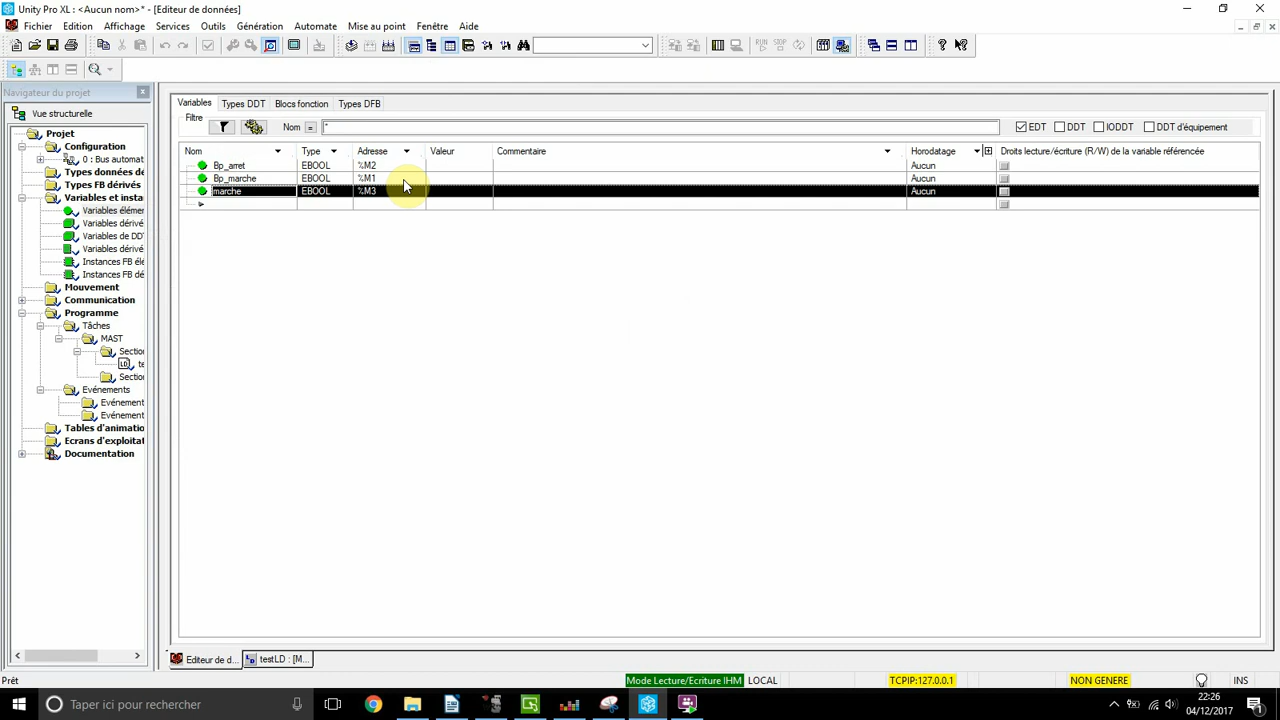 Unity Pro XL : <Aucun nom>* - [Editeur de données]
Fichier Edition Affichage Services Outils Génération Automate Mise au point Fenêtre Aide
Navigateur du projet
Vue structurelle
Projet
Configuration
0 : Bus automat
Types données de
Types FB dérivés
Variables et insta
Variables élémer
Variables dérivé
Variables de DD
Variables dérivé
Instances FB élé
Instances FB dé
Mouvement
Communication
Programme
Tâches
MAST
Section
LD te
Section
Evénements
Evénement
Evénement
Tables d'animatio
Ecrans d'exploitat
Documentation
Variables Types DDT Blocs fonction Types DFB
Filtre
Nom = * EDT DDT IODDT DDT d'équipement
Nom Type Adresse Valeur Commentaire Horodatage Droits lecture/écriture (R/W) de la variable référencée
Bp_arret EBOOL %M2 Aucun
Bp_marche EBOOL %M1 Aucun
marche EBOOL %M3 Aucun
Editeur de d... testLD : [M...
Prêt Mode Lecture/Ecriture IHM LOCAL TCPIP:127.0.0.1 NON GENERE INS
Taper ici pour rechercher
22:26
04/12/2017